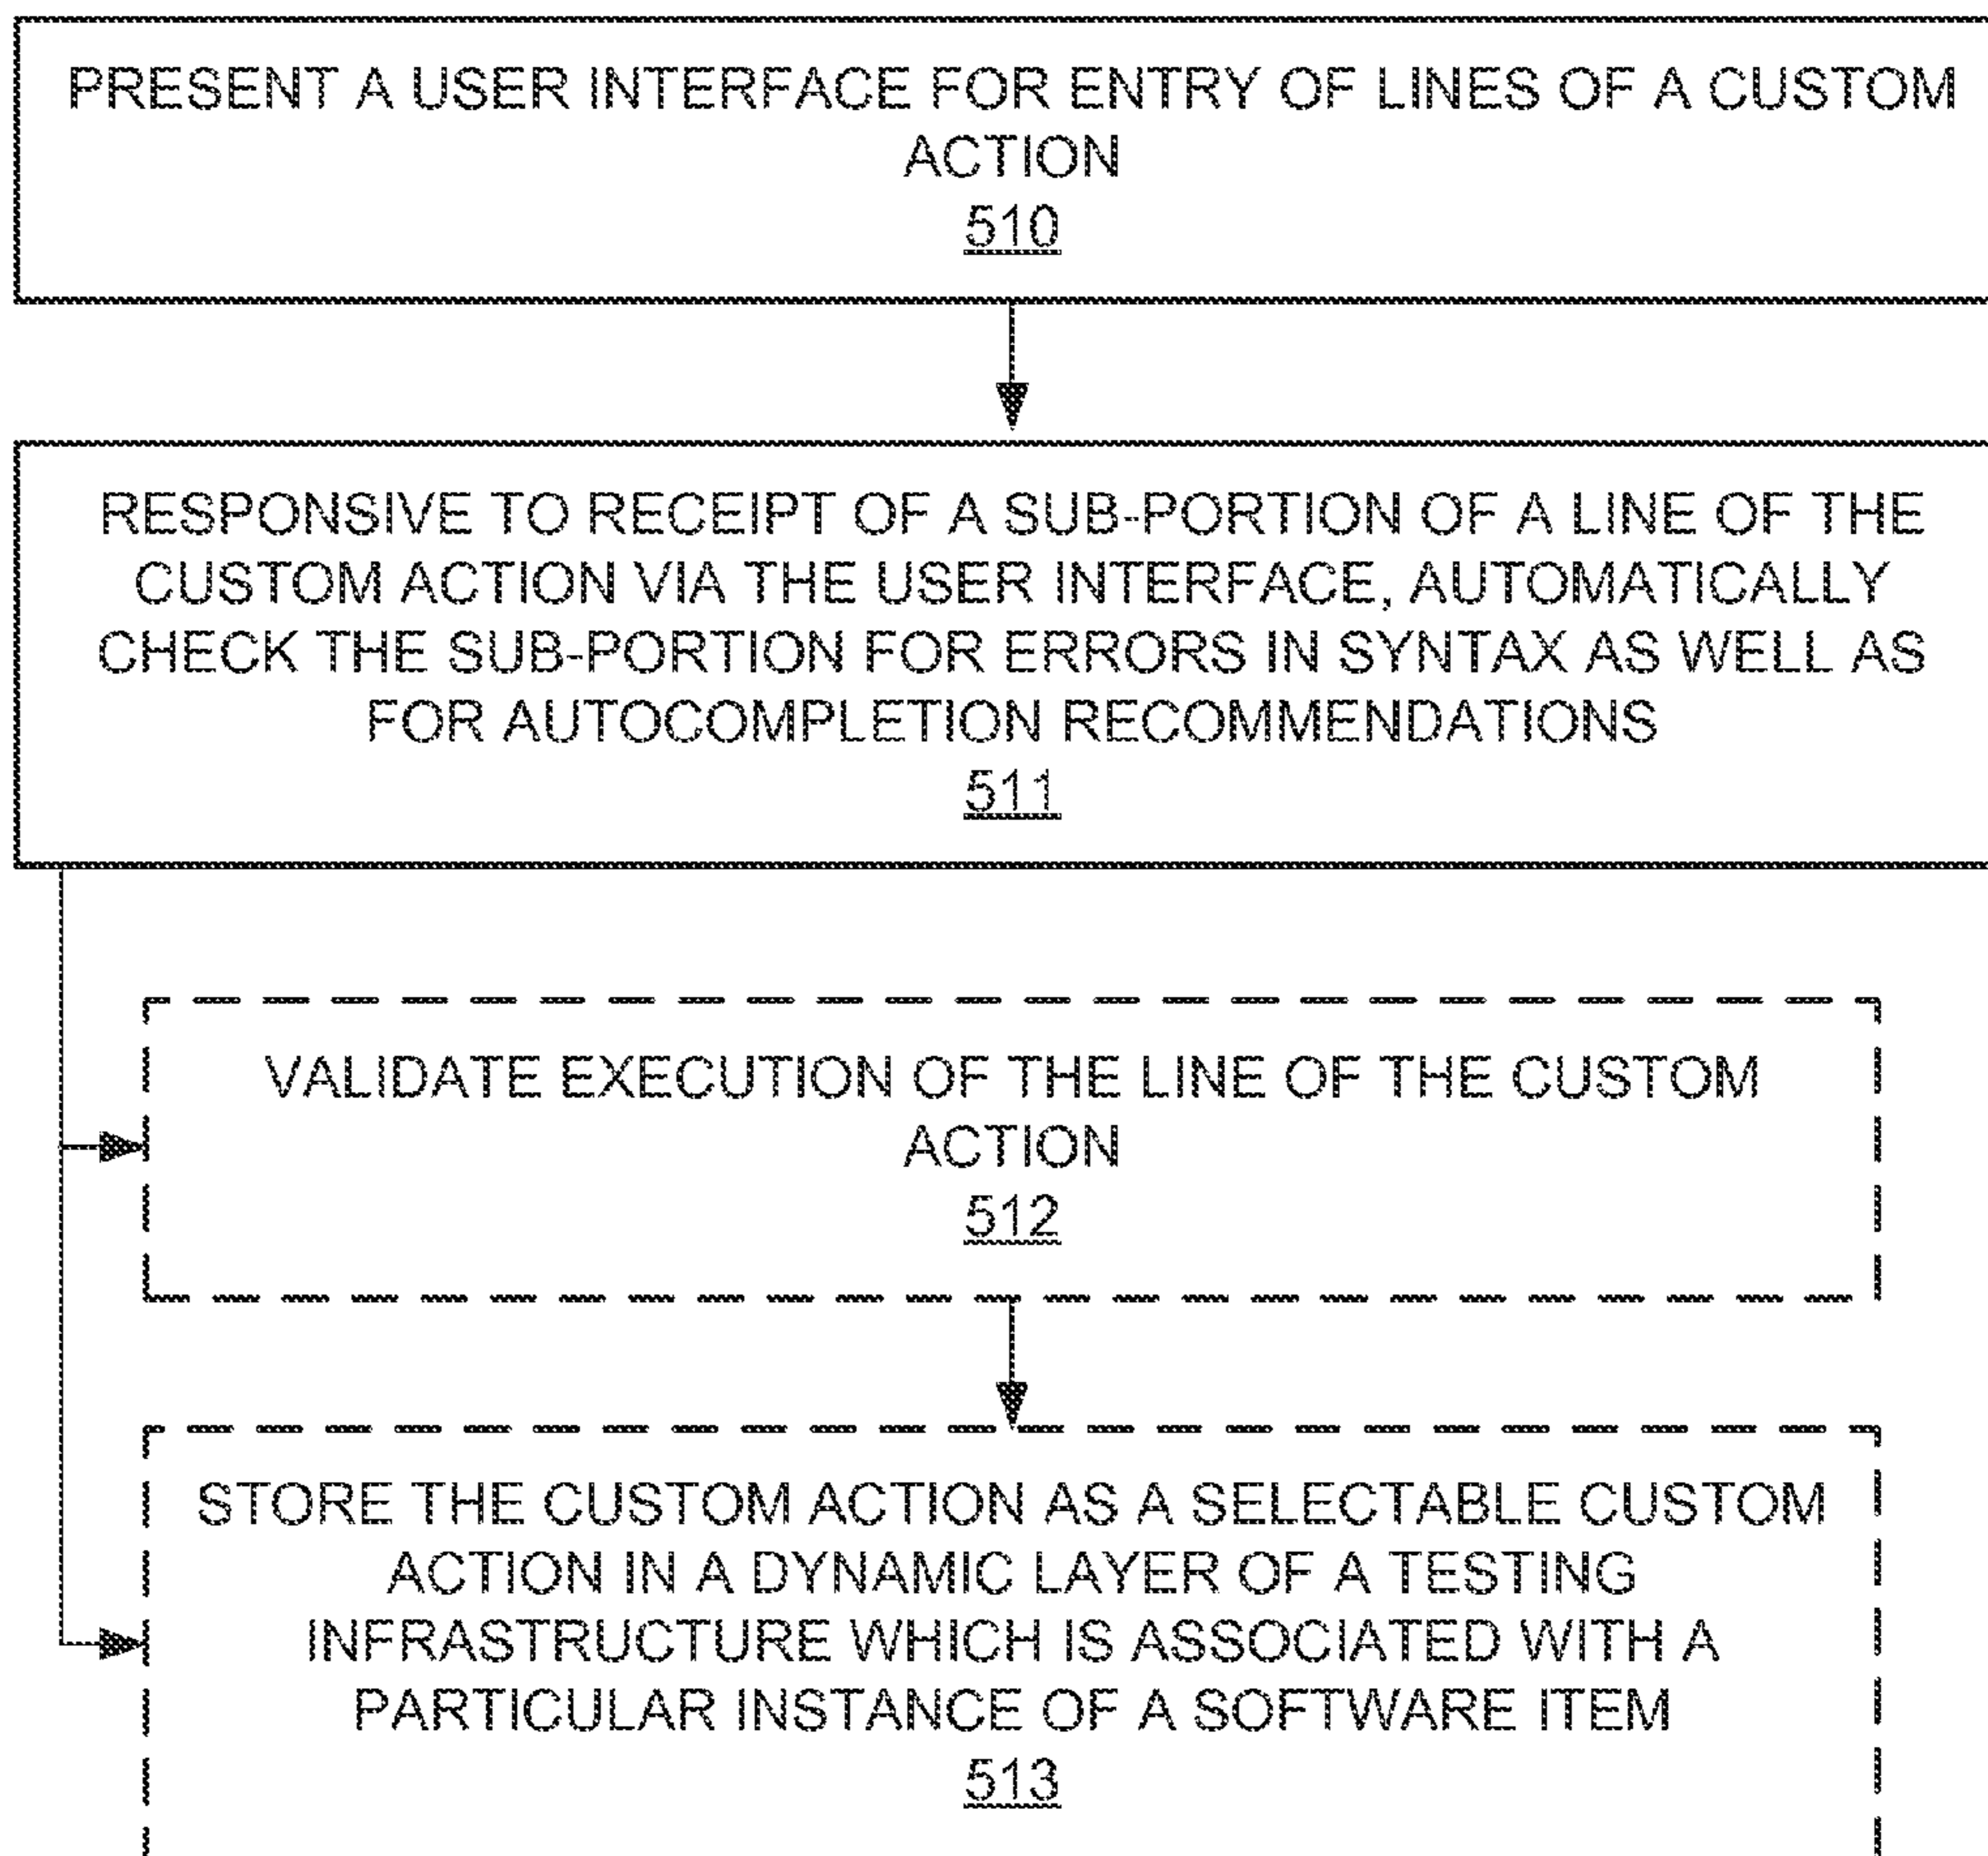 PRESENT A USER INTERFACE FOR ENTRY OF LINES OF A CUSTOM
ACTION
510
RESPONSIVE TO RECEIPT OF A SUB-PORTION OF A LINE OF THE
CUSTOM ACTION VIA THE USER INTERFACE, AUTOMATICALLY
CHECK THE SUB-PORTION FOR ERRORS IN SYNTAX AS WELL AS
FOR AUTOCOMPLETION RECOMMENDATIONS
511
VALIDATE EXECUTION OF THE LINE OF THE CUSTOM
ACTION
512
STORE THE CUSTOM ACTION AS A SELECTABLE CUSTOM
ACTION IN A DYNAMIC LAYER OF A TESTING
INFRASTRUCTURE WHICH IS ASSOCIATED WITH A
PARTICULAR INSTANCE OF A SOFTWARE ITEM
513